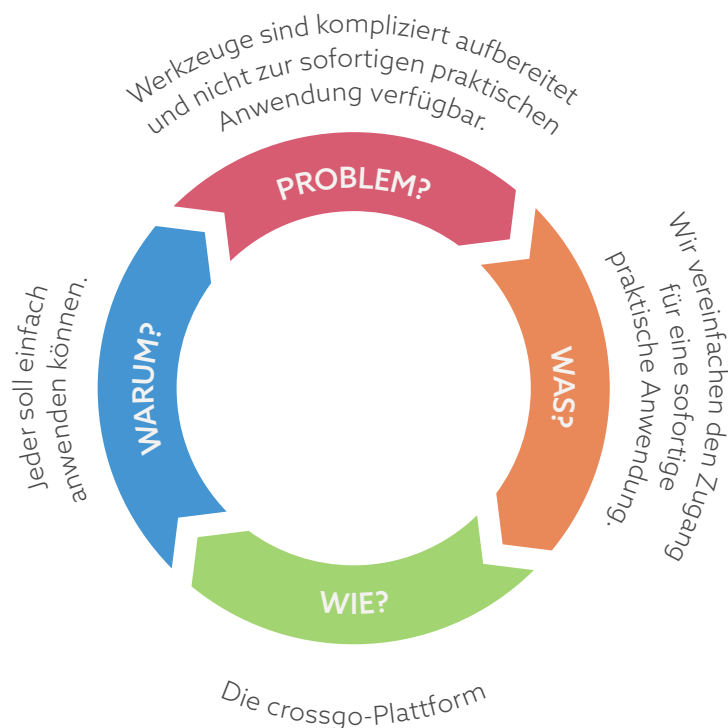 Werkzeuge sind kompliziert aufbereitet
und nicht zur sofortigen praktischen
Anwendung verfügbar.
PROBLEM?
WAS?
Wir vereinfachen den Zugang
für eine sofortige
praktische Anwendung.
WIE?
Die crossgo-Plattform
WARUM?
Jeder soll einfach
anwenden können.